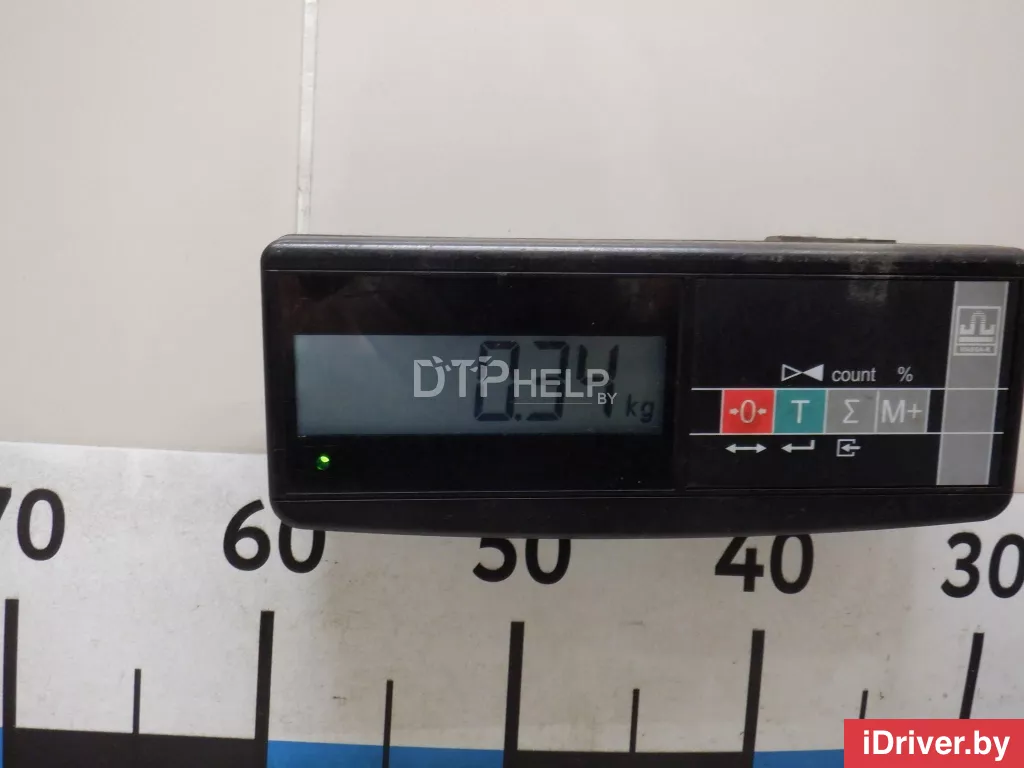 0.34 kg
DTPHELP
BY
count %
→0← T Σ M+
70 60 50 40 30
iDriver.by